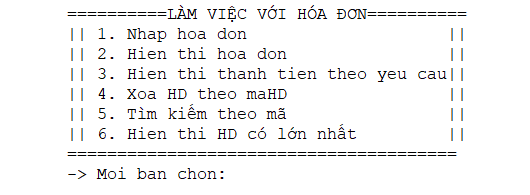 ==========LÀM VIỆC VỚI HÓA ĐƠN==========
|| 1. Nhap hoa don ||
|| 2. Hien thi hoa don ||
|| 3. Hien thi thanh tien theo yeu cau||
|| 4. Xoa HD theo maHD ||
|| 5. Tìm kiếm theo mã ||
|| 6. Hien thi HD có lớn nhất ||
=======================================
-> Moi ban chon: